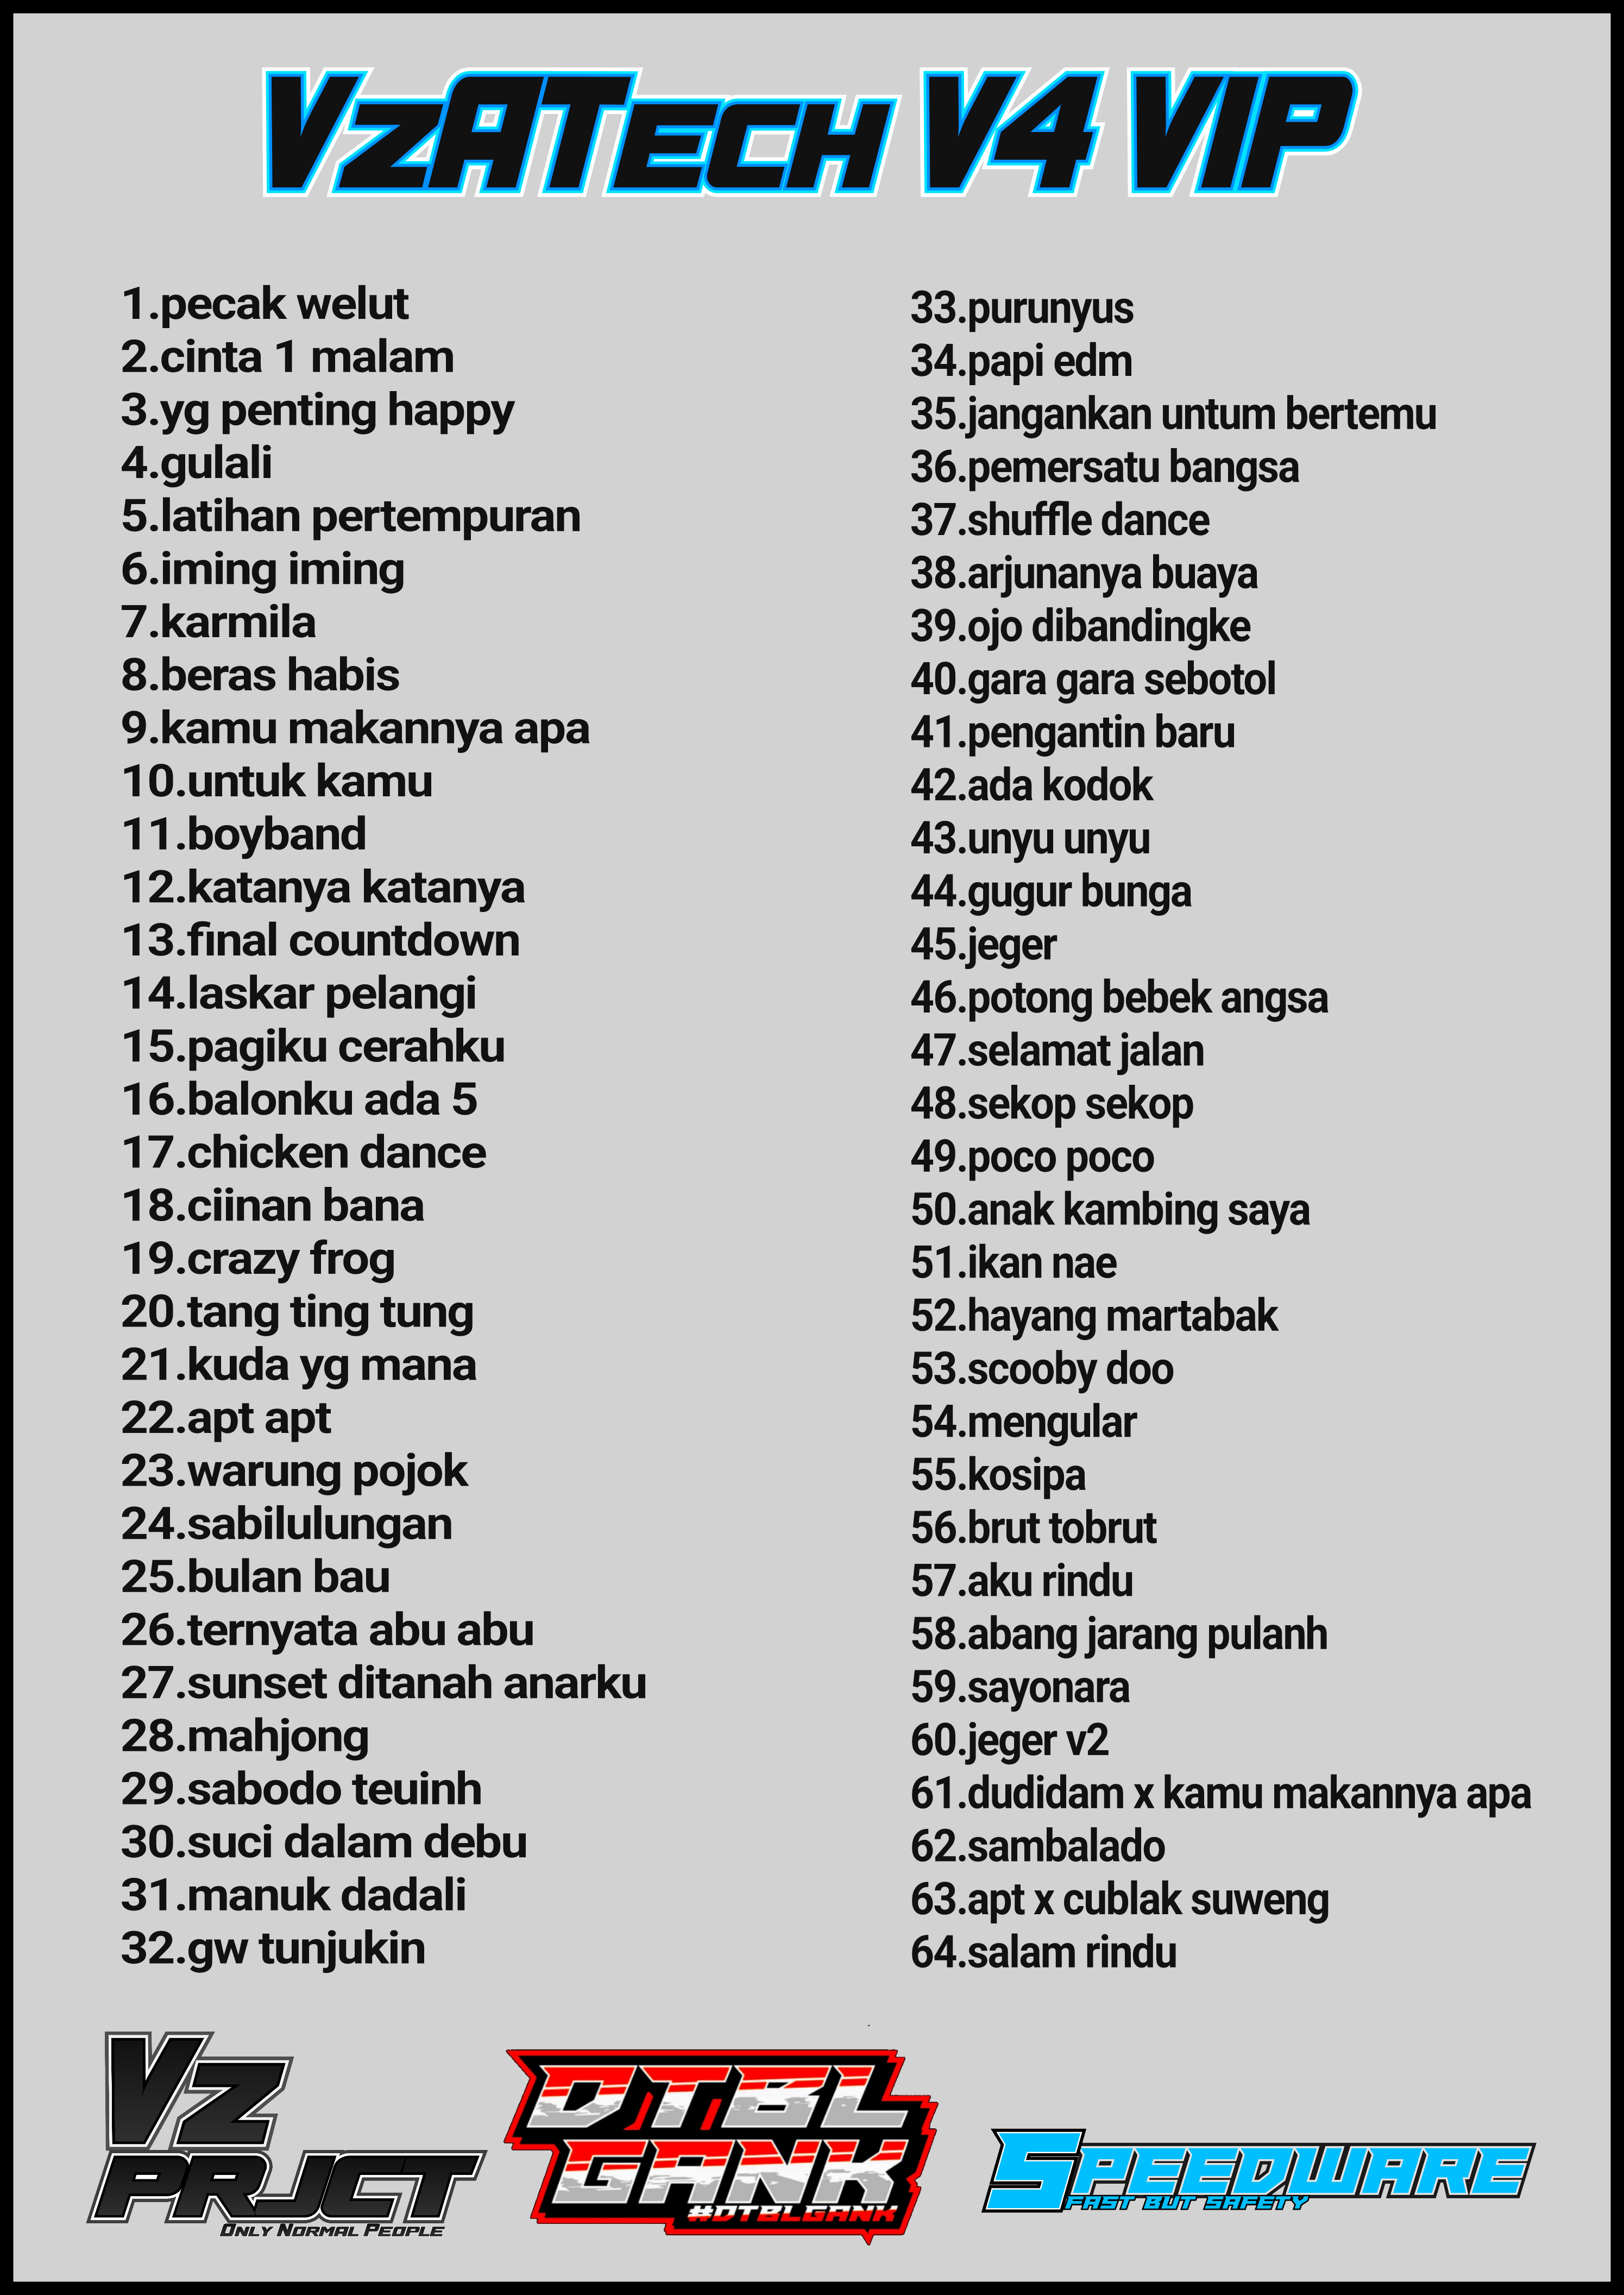 VzATech V4 VIP
1.pecak welut
2.cinta 1 malam
3.yg penting happy
4.gulali
5.latihan pertempuran
6.iming iming
7.karmila
8.beras habis
9.kamu makannya apa
10.untuk kamu
11.boyband
12.katanya katanya
13.final countdown
14.laskar pelangi
15.pagiku cerahku
16.balonku ada 5
17.chicken dance
18.ciinan bana
19.crazy frog
20.tang ting tung
21.kuda yg mana
22.apt apt
23.warung pojok
24.sabilulungan
25.bulan bau
26.ternyata abu abu
27.sunset ditanah anarku
28.mahjong
29.sabodo teuinh
30.suci dalam debu
31.manuk dadali
32.gw tunjukin
33.purunyus
34.papi edm
35.jangankan untum bertemu
36.pemersatu bangsa
37.shuffle dance
38.arjunanya buaya
39.ojo dibandingke
40.gara gara sebotol
41.pengantin baru
42.ada kodok
43.unyu unyu
44.gugur bunga
45.jeger
46.potong bebek angsa
47.selamat jalan
48.sekop sekop
49.poco poco
50.anak kambing saya
51.ikan nae
52.hayang martabak
53.scooby doo
54.mengular
55.kosipa
56.brut tobrut
57.aku rindu
58.abang jarang pulanh
59.sayonara
60.jeger v2
61.dudidam x kamu makannya apa
62.sambalado
63.apt x cublak suweng
64.salam rindu
Vz
PRJCT
Only Normal People
DTBL
GANK
#DTBLGANK
SPEEDWARE
FAST BUT SAFETY